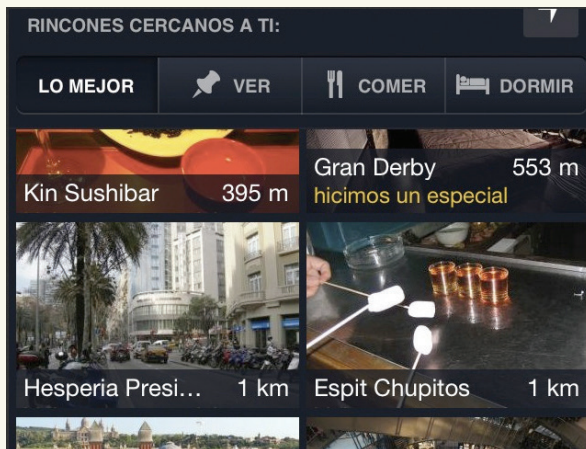 RINCONES CERCANOS A TI:
LO MEJOR VER COMER DORMIR
Kin Sushibar 395 m
Gran Derby 553 m
hicimos un especial
Hesperia Presi... 1 km
Espit Chupitos 1 km